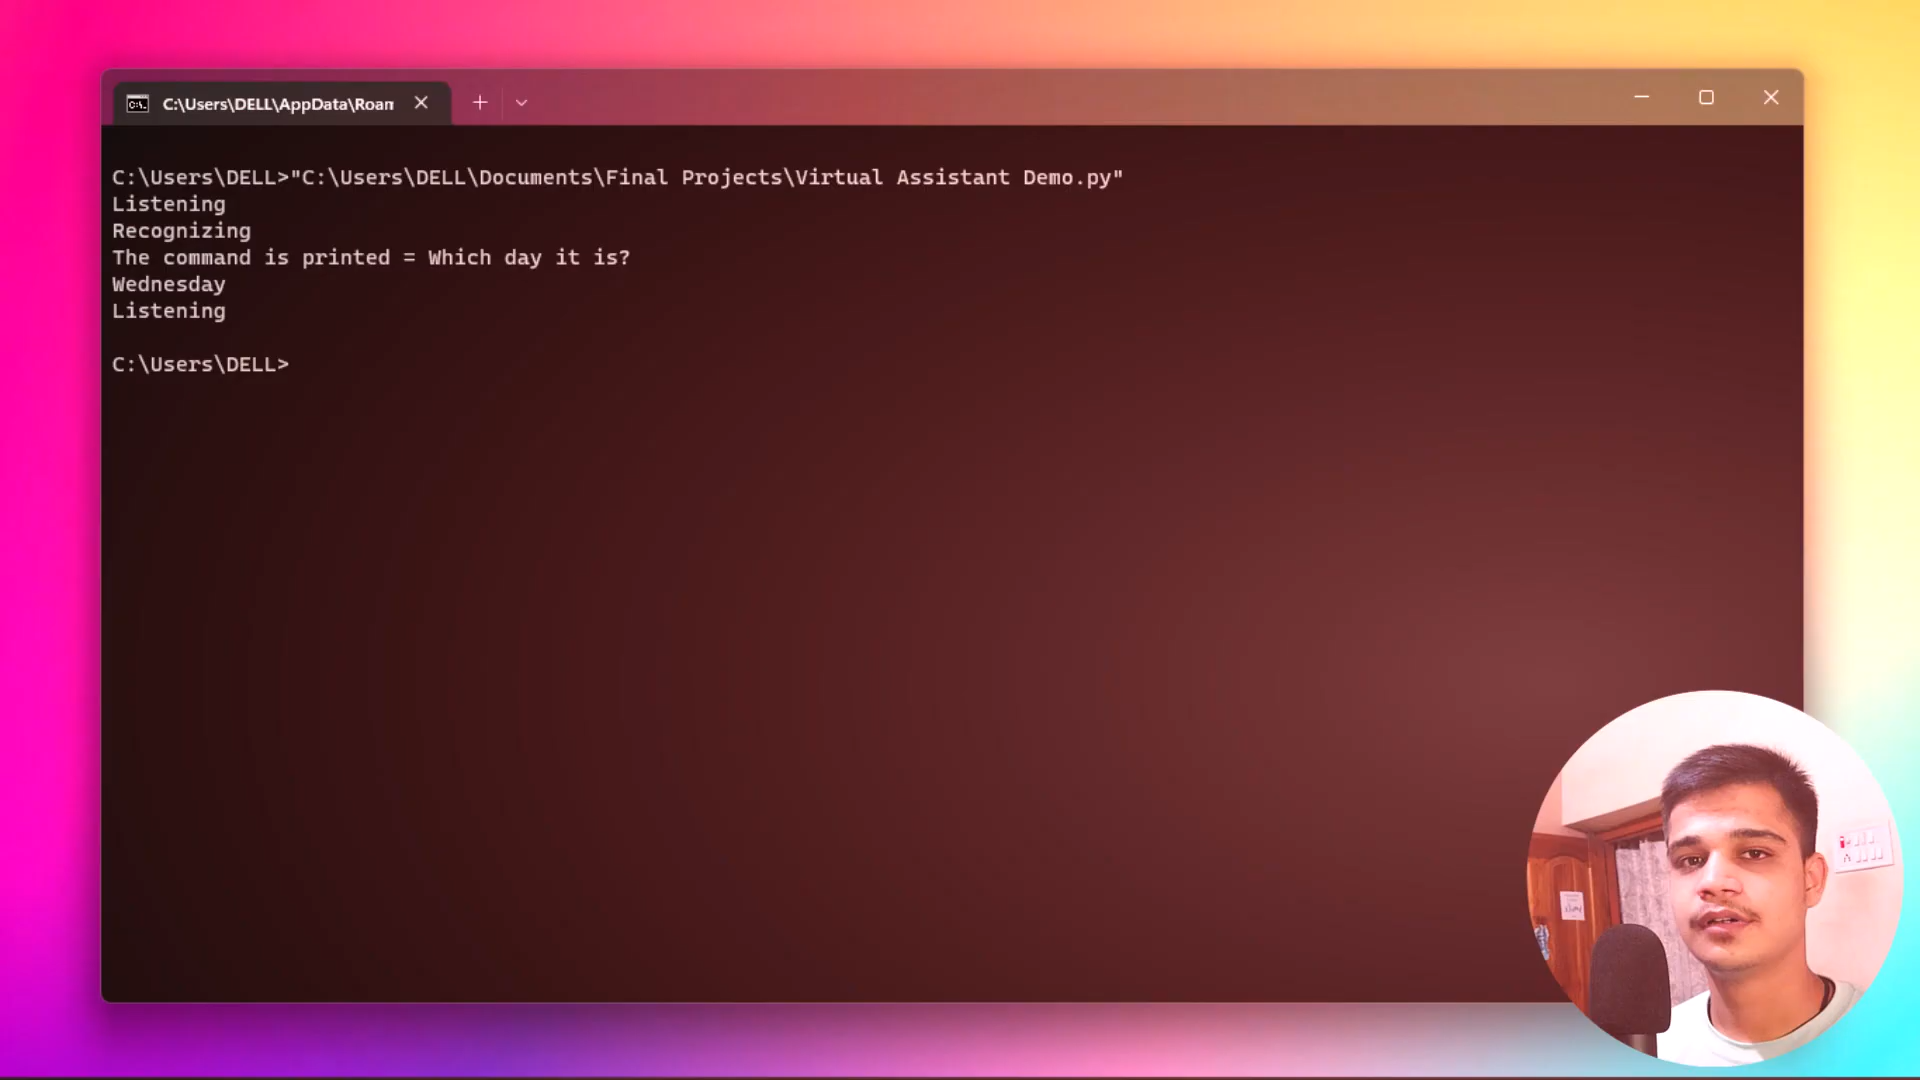 C:\Users\DELL\AppData\Roan
C:\Users\DELL>"C:\Users\DELL\Documents\Final Projects\Virtual Assistant Demo.py"
Listening
Recognizing
The command is printed = Which day it is?
Wednesday
Listening
C:\Users\DELL>